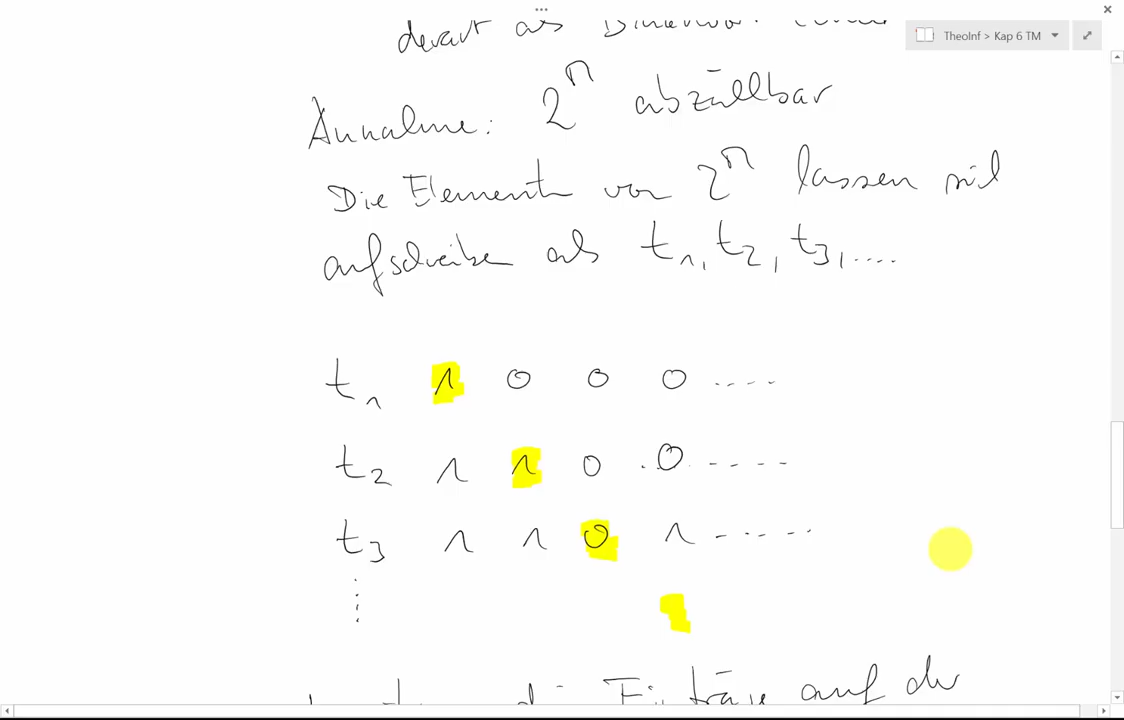 derart als
TheoInf > Kap 6 TM
Annahme: 2^ℕ abzählbar
Die Elemente von 2^ℕ lassen sich
aufschreiben als t1, t2, t3, ....
t1 1 0 0 0 ....
t2 1 1 0 0 -----
t3 1 1 0 1 ------
⋮
die Einträge auf der